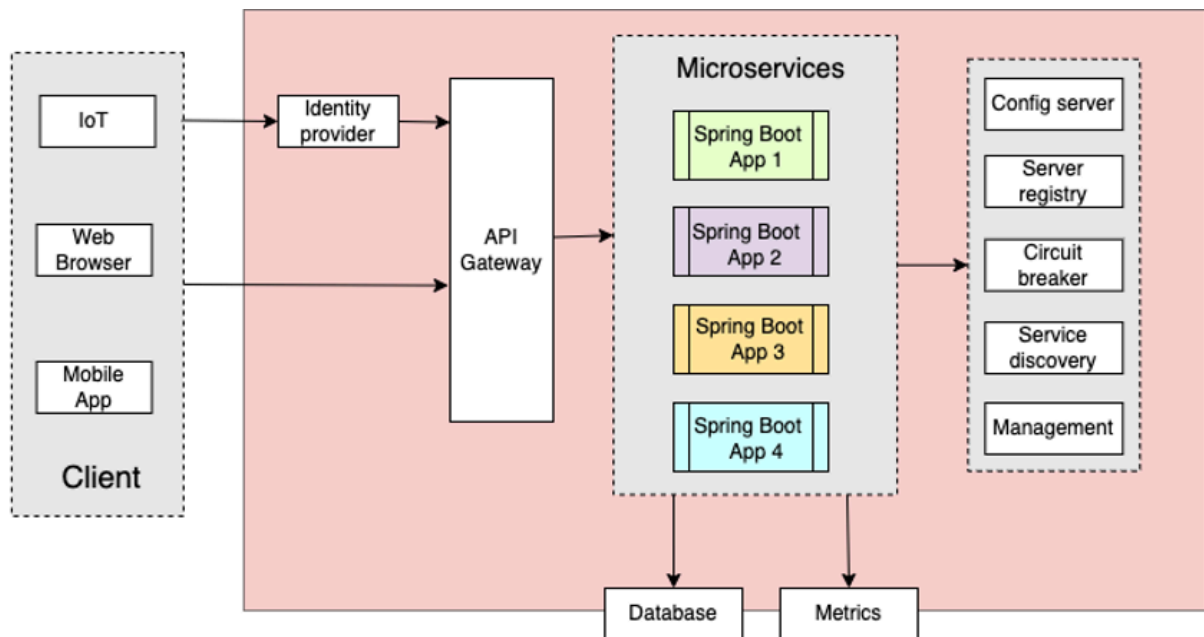 IoT
Web
Browser
Mobile
App
Client
Identity
provider
API
Gateway
Microservices
Spring Boot
App 1
Spring Boot
App 2
Spring Boot
App 3
Spring Boot
App 4
Config server
Server
registry
Circuit
breaker
Service
discovery
Management
Database
Metrics